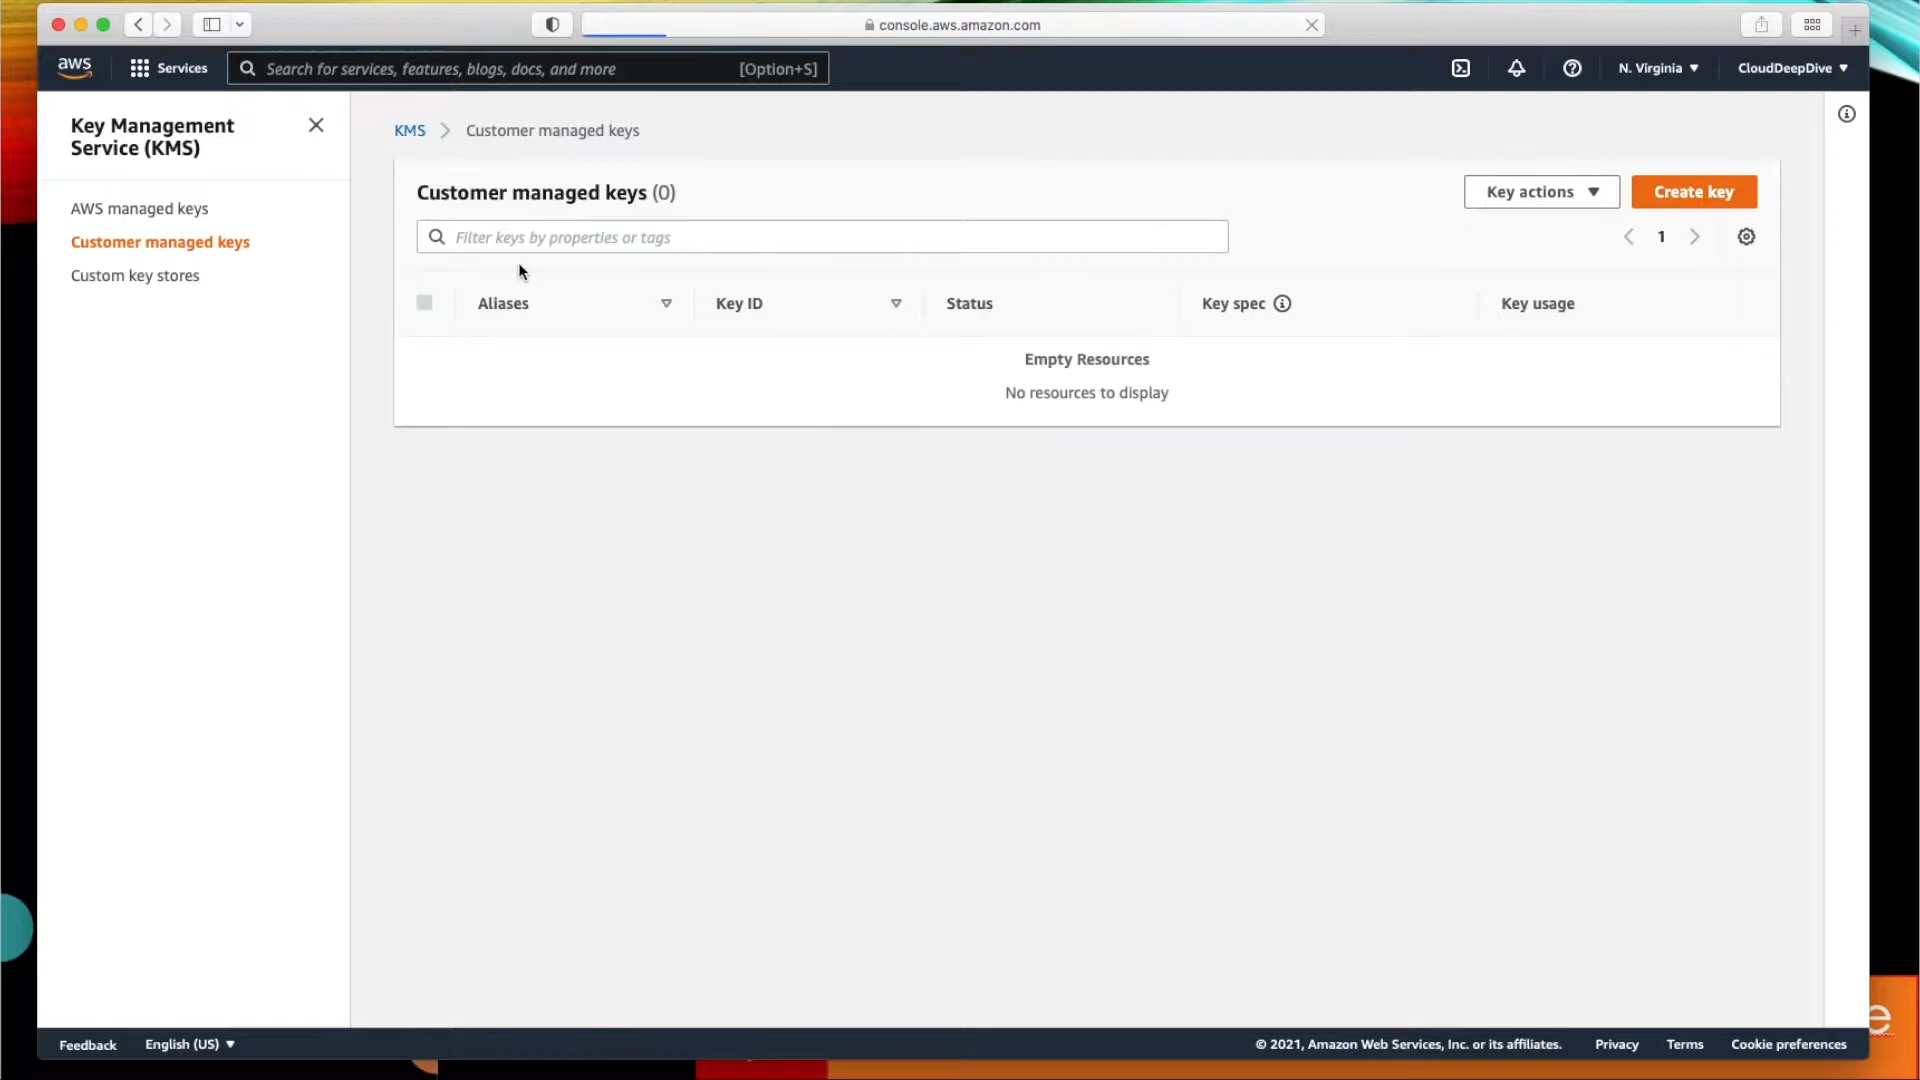 console.aws.amazon.com
aws
Services
Search for services, features, blogs, docs, and more
[Option+S]
N. Virginia
CloudDeepDive
Key Management
Service (KMS)
AWS managed keys
Customer managed keys
Custom key stores
KMS
Customer managed keys
Customer managed keys (0)
Key actions
Create key
Filter keys by properties or tags
1
Aliases
Key ID
Status
Key spec
Key usage
Empty Resources
No resources to display
Feedback
English (US)
© 2021, Amazon Web Services, Inc. or its affiliates.
Privacy
Terms
Cookie preferences